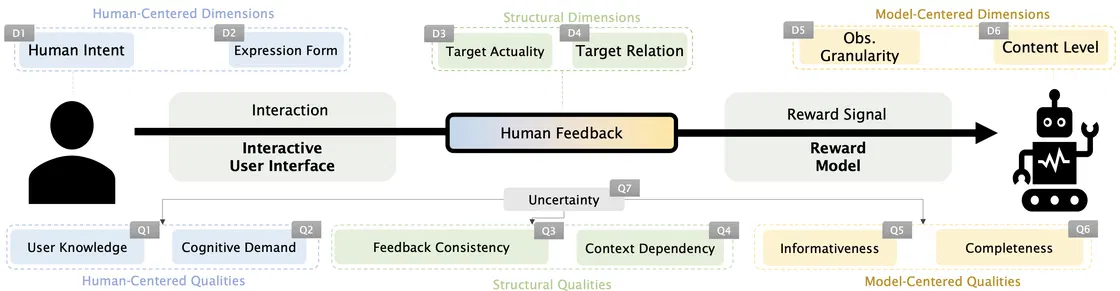 Human-Centered Dimensions
Structural Dimensions
Model-Centered Dimensions
D1
Human Intent
D2
Expression Form
D3
Target Actuality
D4
Target Relation
D5
Obs.
Granularity
D6
Content Level
Interaction
Interactive
User Interface
Human Feedback
Reward Signal
Reward
Model
Uncertainty
Q7
User Knowledge
Q1
Cognitive Demand
Q2
Feedback Consistency
Q3
Context Dependency
Q4
Informativeness
Q5
Completeness
Q6
Human-Centered Qualities
Structural Qualities
Model-Centered Qualities